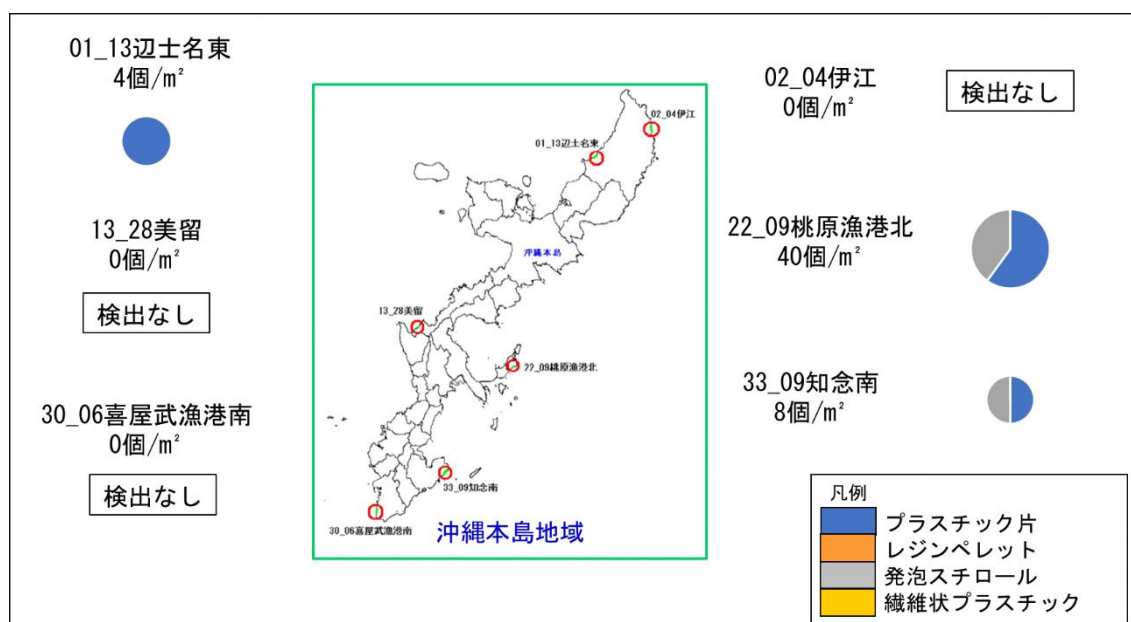 01_13辺士名東
4個/㎡
13_28美留
0個/㎡
検出なし
30_06喜屋武漁港南
0個/㎡
検出なし
02_04伊江
01_13辺士名東
沖縄本島
13_28美留
22_09桃原漁港北
33_09知念南
30_06喜屋武漁港南
沖縄本島地域
02_04伊江
0個/㎡
検出なし
22_09桃原漁港北
40個/㎡
33_09知念南
8個/㎡
凡例
プラスチック片
レジンペレット
発泡スチロール
繊維状プラスチック